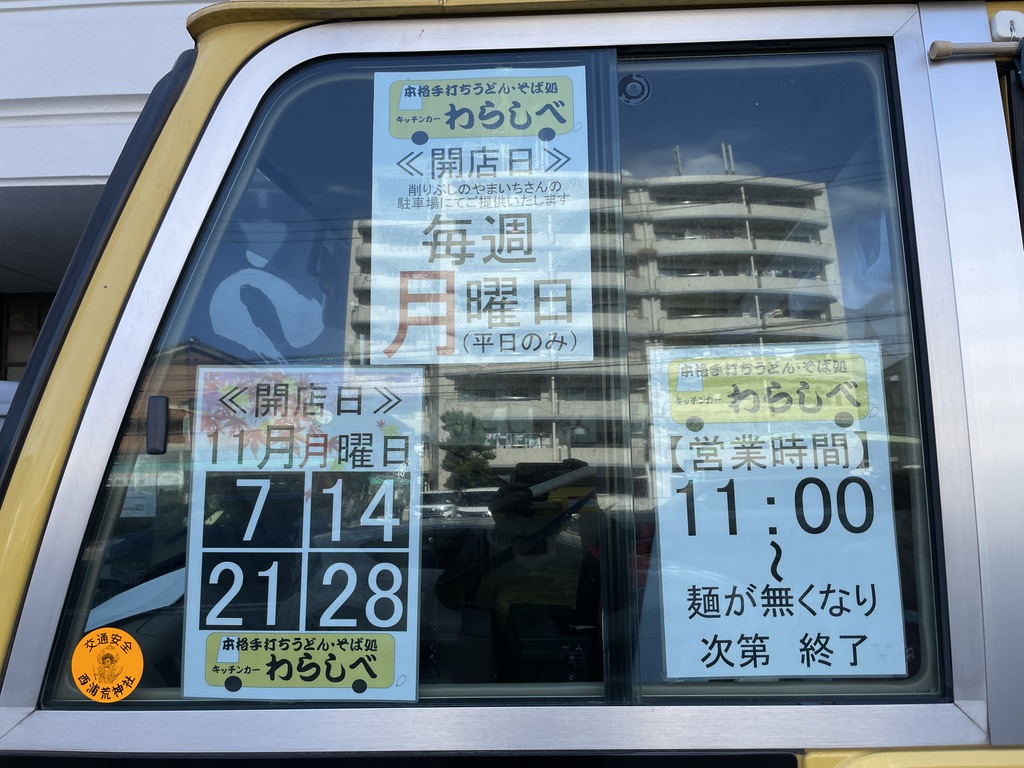 本格手打ちうどん・そば処
キッチンカー わらしべ
≪開店日≫
削りぶしのやまいちさんの
駐車場にてご提供いたします
毎週
月曜日
(平日のみ)
≪開店日≫
11月月曜日
7 14
21 28
本格手打ちうどん・そば処
キッチンカー わらしべ
本格手打ちうどん・そば処
キッチンカー わらしべ
【営業時間】
11:00
〜
麺が無くなり
次第 終了
交通安全
西浦荒神社